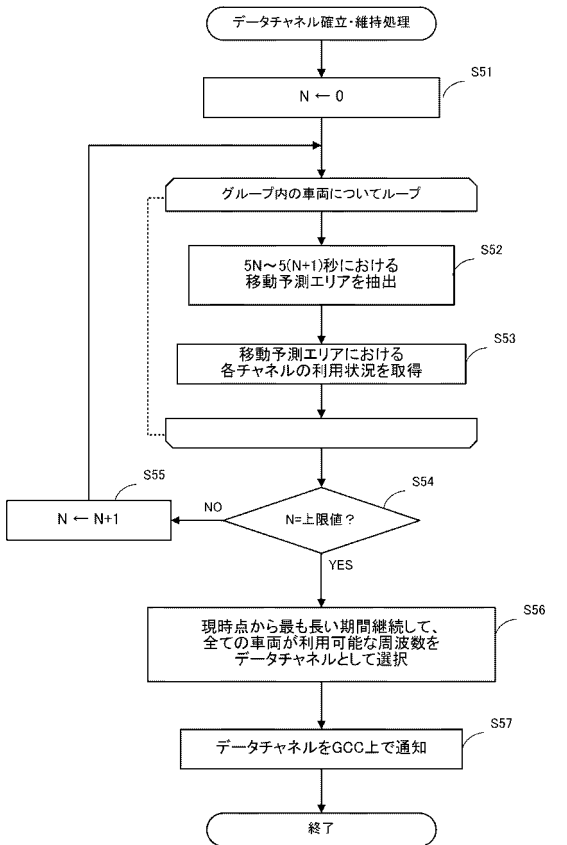 データチャネル確立・維持処理
S51
N ← 0
グループ内の車両についてループ
S52
5N～5(N+1)秒における
移動予測エリアを抽出
S53
移動予測エリアにおける
各チャネルの利用状況を取得
S54
N=上限値？
NO
S55
N ← N+1
YES
S56
現時点から最も長い期間継続して、
全ての車両が利用可能な周波数を
データチャネルとして選択
S57
データチャネルをGCC上で通知
終了